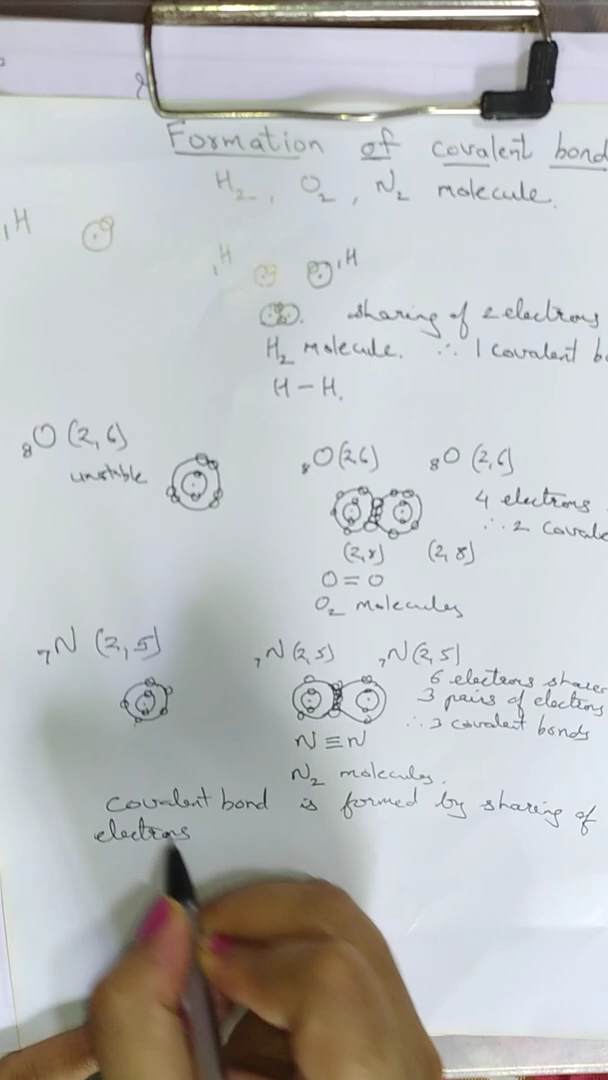 Formation of covalent bond
H₂, O₂, N₂ molecule.
₁H
₁H ₁H
sharing of 2 electrons
H₂ molecule. ∴ 1 covalent bo
H – H.
₈O (2,6)
unstable
₈O (2,6) ₈O (2,6)
4 electrons
∴ 2 covale
(2,8) (2,8)
O = O
O₂ molecules
₇N (2,5)
₇N (2,5) ₇N (2,5)
6 electrons share
3 pairs of electrons
∴ 3 covalent bonds
N ≡ N
N₂ molecules.
Covalent bond is formed by sharing of
electrons